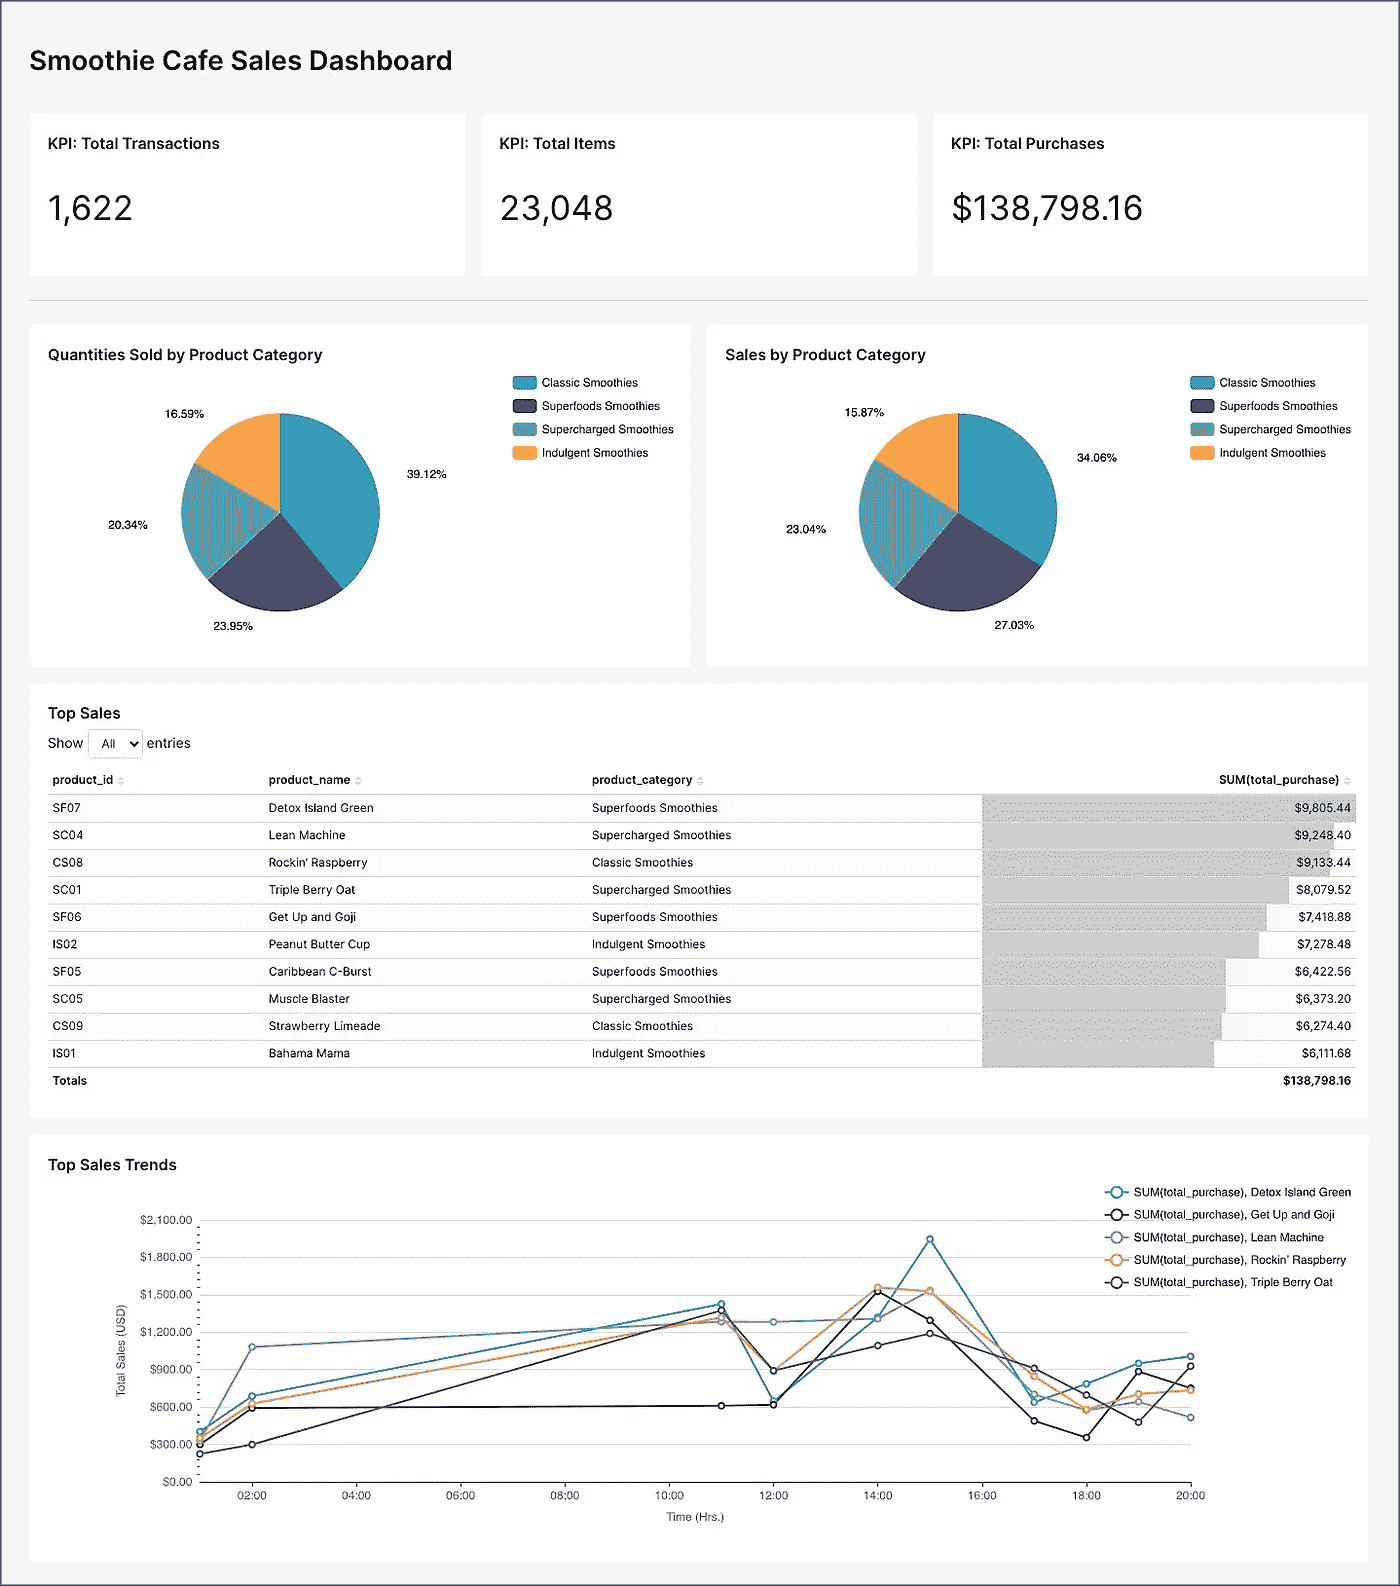 Smoothie Cafe Sales Dashboard
KPI: Total Transactions
1,622
KPI: Total Items
23,048
KPI: Total Purchases
$138,798.16
Quantities Sold by Product Category
Classic Smoothies
Superfoods Smoothies
Supercharged Smoothies
Indulgent Smoothies
16.59%
39.12%
20.34%
23.95%
Sales by Product Category
Classic Smoothies
Superfoods Smoothies
Supercharged Smoothies
Indulgent Smoothies
15.87%
34.06%
23.04%
27.03%
Top Sales
Show All entries
product_id product_name product_category SUM(total_purchase)
SF07 Detox Island Green Superfoods Smoothies $9,805.44
SC04 Lean Machine Supercharged Smoothies $9,248.40
CS08 Rockin' Raspberry Classic Smoothies $9,133.44
SC01 Triple Berry Oat Supercharged Smoothies $8,079.52
SF06 Get Up and Goji Superfoods Smoothies $7,418.88
IS02 Peanut Butter Cup Indulgent Smoothies $7,278.48
SF05 Caribbean C-Burst Superfoods Smoothies $6,422.56
SC05 Muscle Blaster Supercharged Smoothies $6,373.20
CS09 Strawberry Limeade Classic Smoothies $6,274.40
IS01 Bahama Mama Indulgent Smoothies $6,111.68
Totals $138,798.16
Top Sales Trends
SUM(total_purchase), Detox Island Green
SUM(total_purchase), Get Up and Goji
SUM(total_purchase), Lean Machine
SUM(total_purchase), Rockin' Raspberry
SUM(total_purchase), Triple Berry Oat
$2,100.00
$1,800.00
$1,500.00
$1,200.00
$900.00
$600.00
$300.00
$0.00
Total Sales (USD)
02:00 04:00 06:00 08:00 10:00 12:00 14:00 16:00 18:00 20:00
Time (Hrs.)